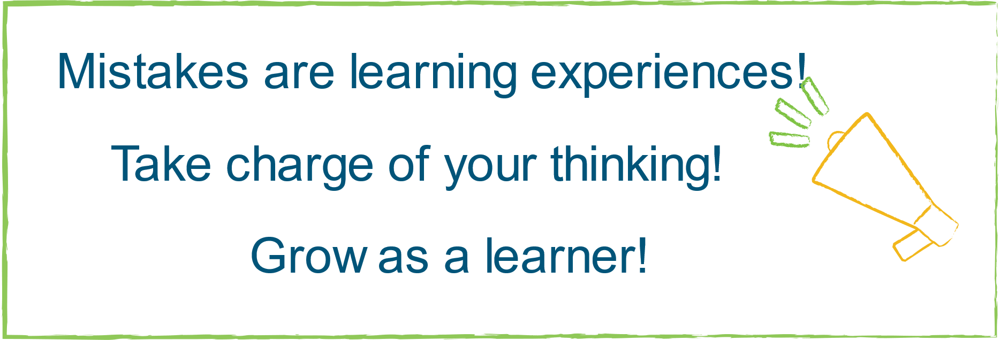 Mistakes are learning experiences!
Take charge of your thinking!
Grow as a learner!